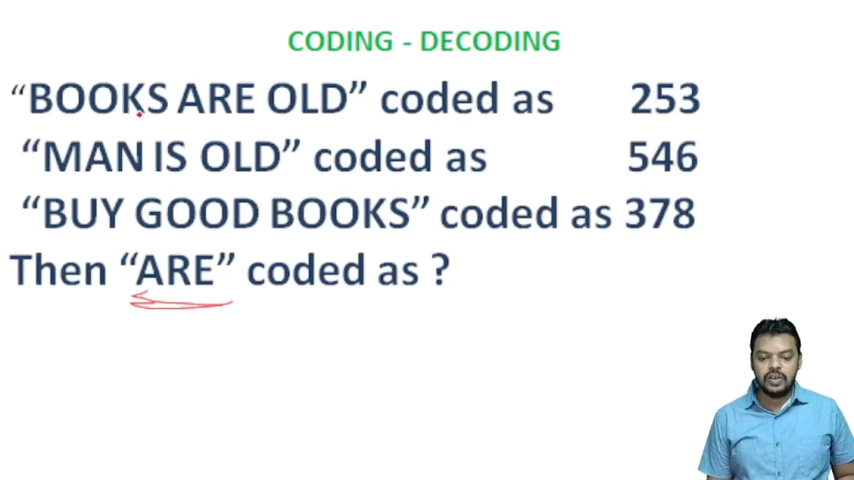 CODING - DECODING
“BOOKS ARE OLD” coded as 253
“MAN IS OLD” coded as 546
“BUY GOOD BOOKS” coded as 378
Then “ARE” coded as ?